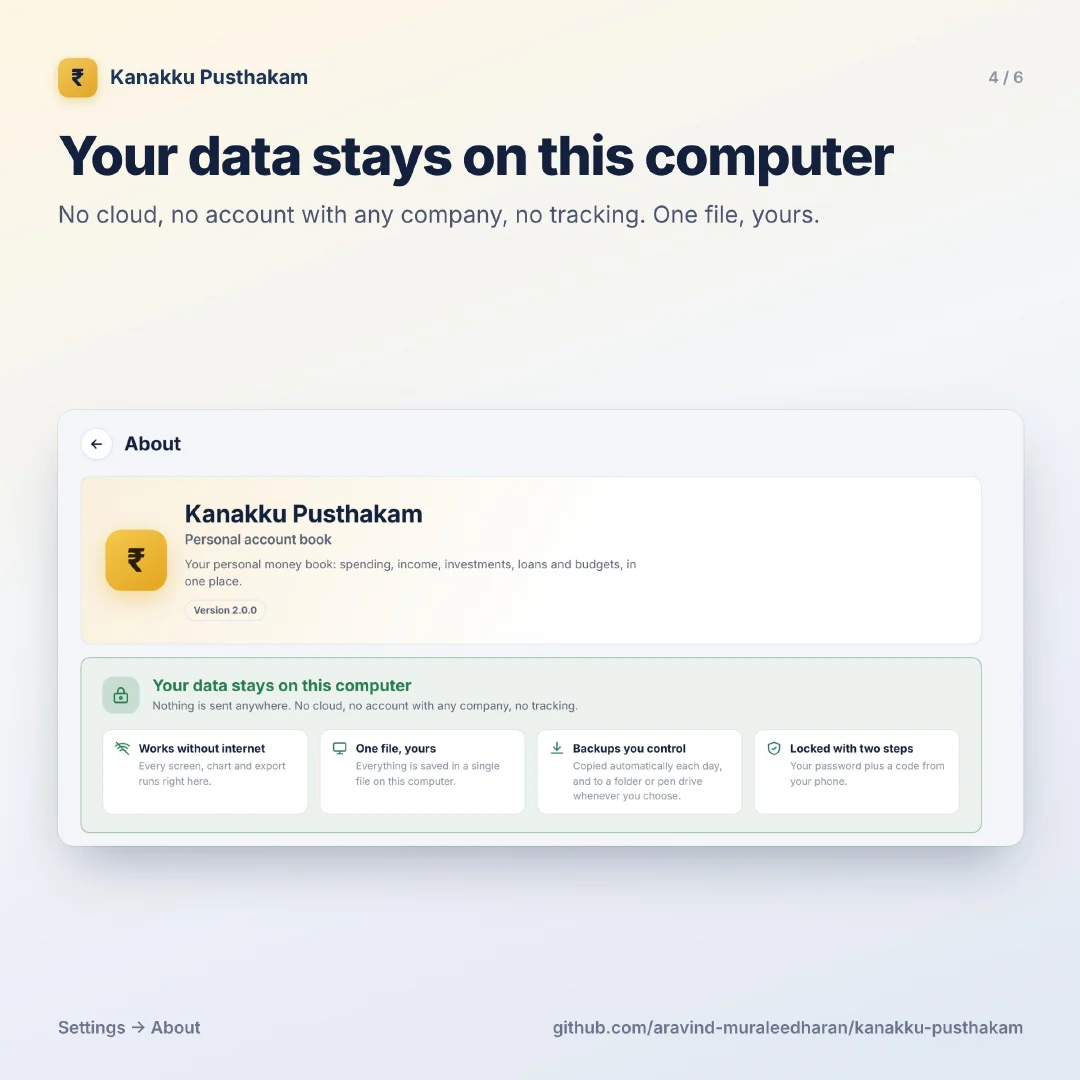 ₹ Kanakku Pusthakam
4 / 6
Your data stays on this computer
No cloud, no account with any company, no tracking. One file, yours.
← About
₹
Kanakku Pusthakam
Personal account book
Your personal money book: spending, income, investments, loans and budgets, in
one place.
Version 2.0.0
Your data stays on this computer
Nothing is sent anywhere. No cloud, no account with any company, no tracking.
Works without internet
Every screen, chart and export
runs right here.
One file, yours
Everything is saved in a single
file on this computer.
Backups you control
Copied automatically each day,
and to a folder or pen drive
whenever you choose.
Locked with two steps
Your password plus a code from
your phone.
Settings → About
github.com/aravind-muraleedharan/kanakku-pusthakam